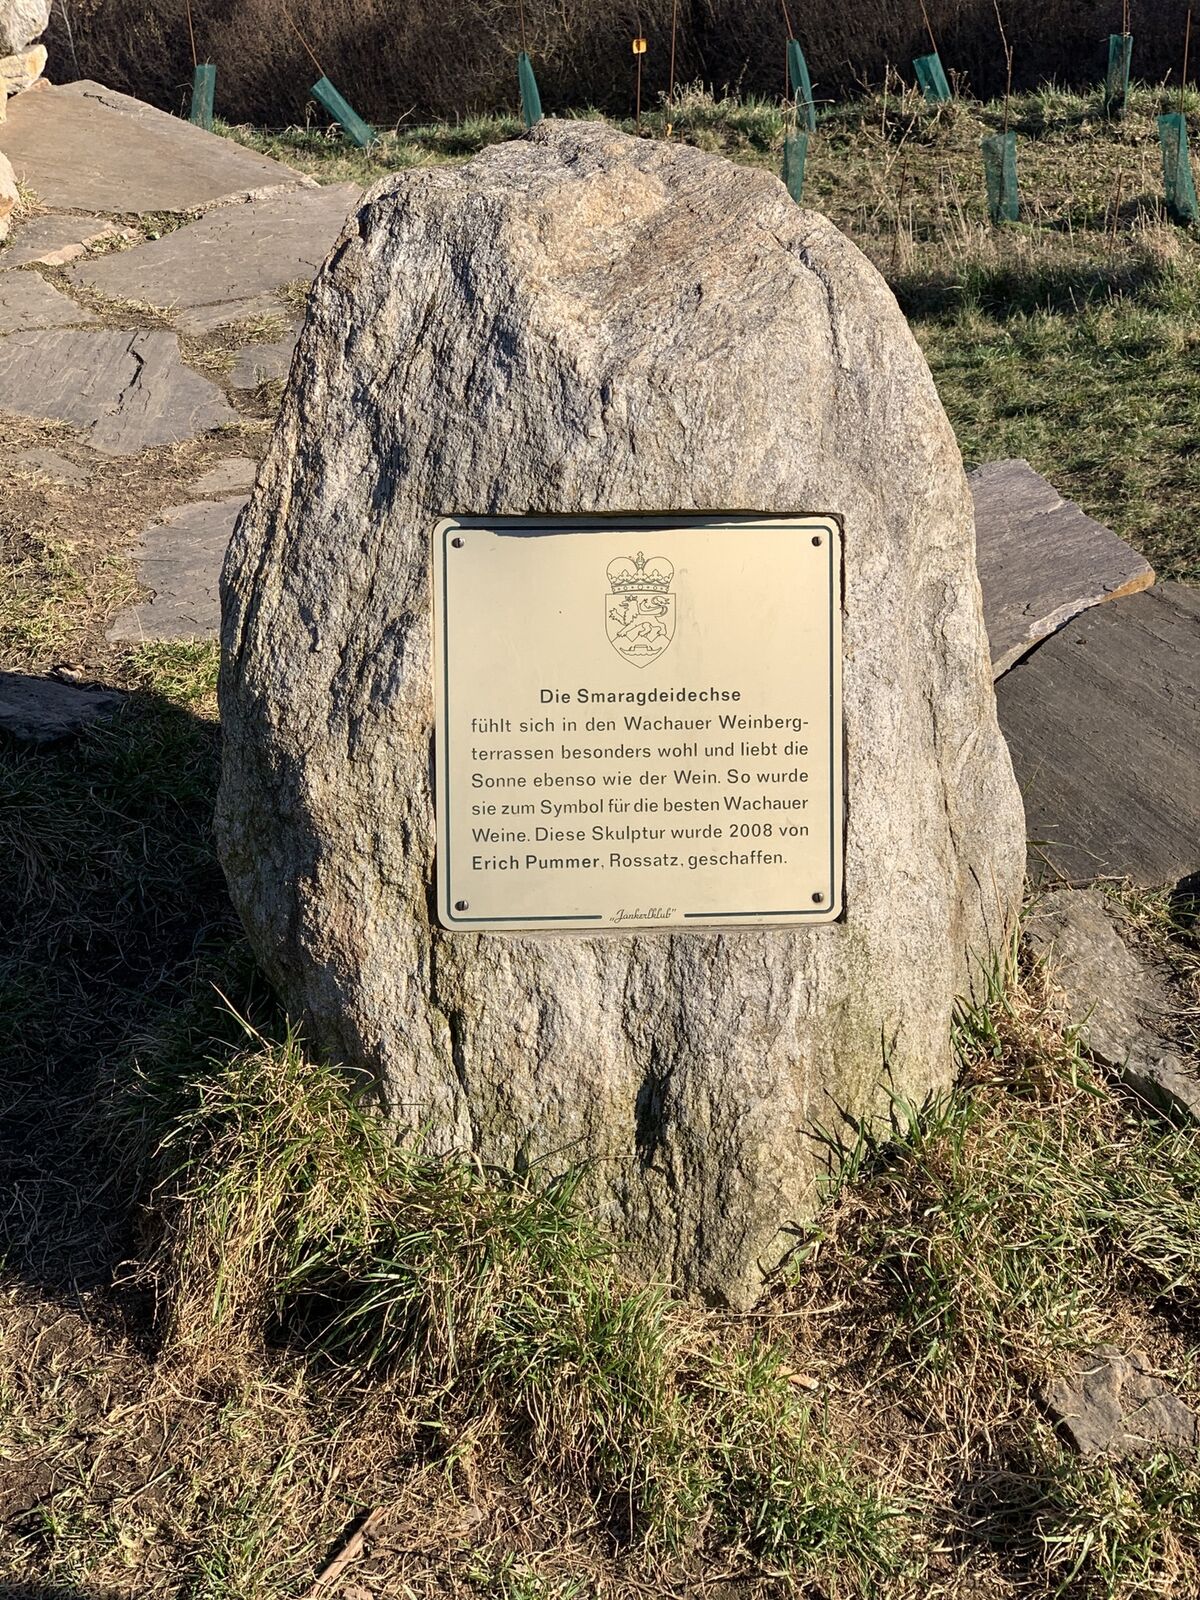 Die Smaragdeidechse
fühlt sich in den Wachauer Weinberg-
terrassen besonders wohl und liebt die
Sonne ebenso wie der Wein. So wurde
sie zum Symbol für die besten Wachauer
Weine. Diese Skulptur wurde 2008 von
Erich Pummer, Rossatz, geschaffen.
„Jankerlklub"